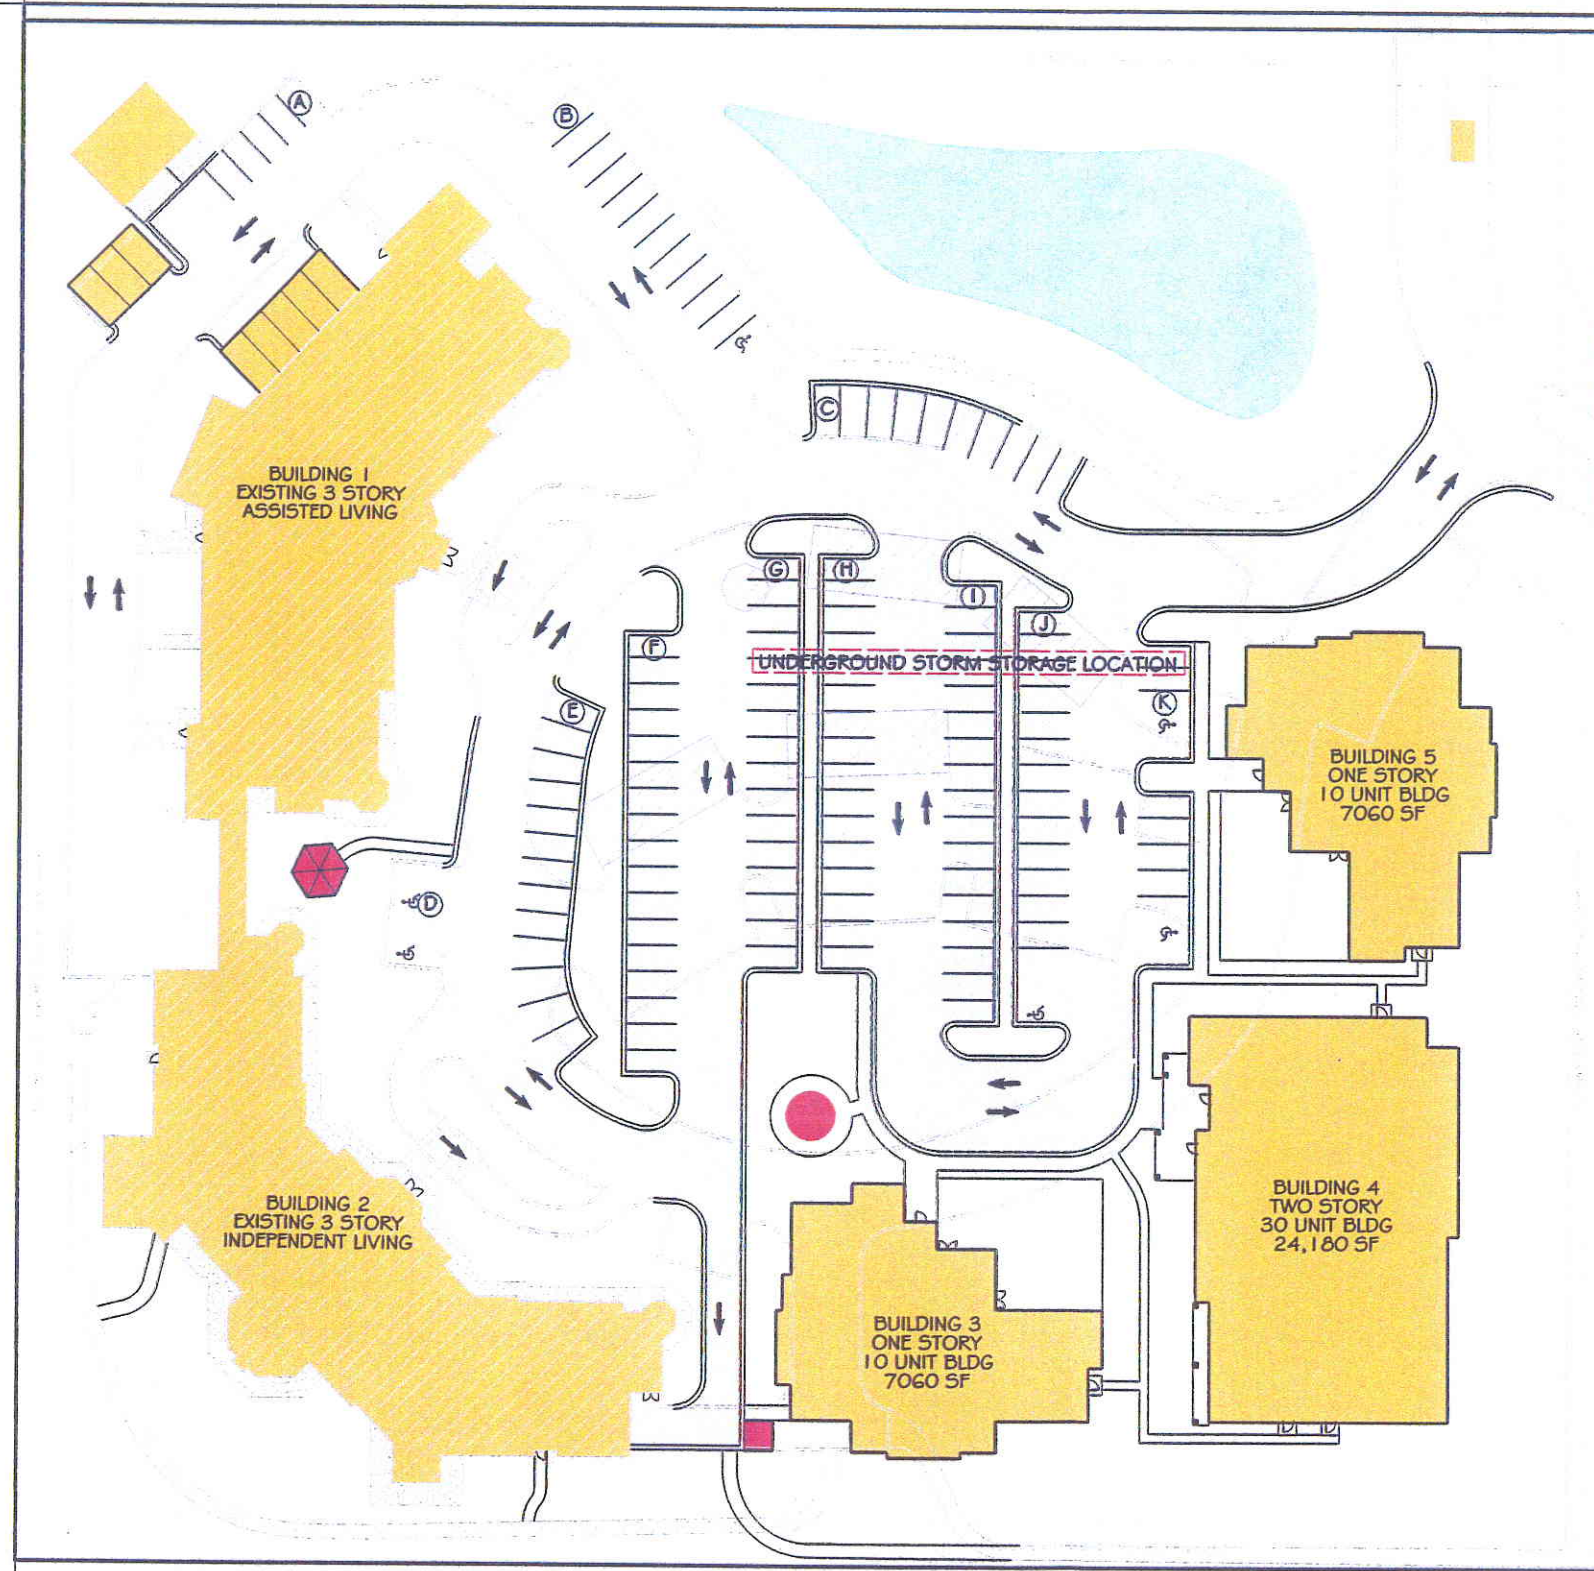 A
B
C
BUILDING 1
EXISTING 3 STORY
ASSISTED LIVING
G
H
I
J
F
UNDERGROUND STORM STORAGE LOCATION
K
E
BUILDING 5
ONE STORY
10 UNIT BLDG
7060 SF
D
BUILDING 4
TWO STORY
30 UNIT BLDG
24,180 SF
BUILDING 2
EXISTING 3 STORY
INDEPENDENT LIVING
BUILDING 3
ONE STORY
10 UNIT BLDG
7060 SF